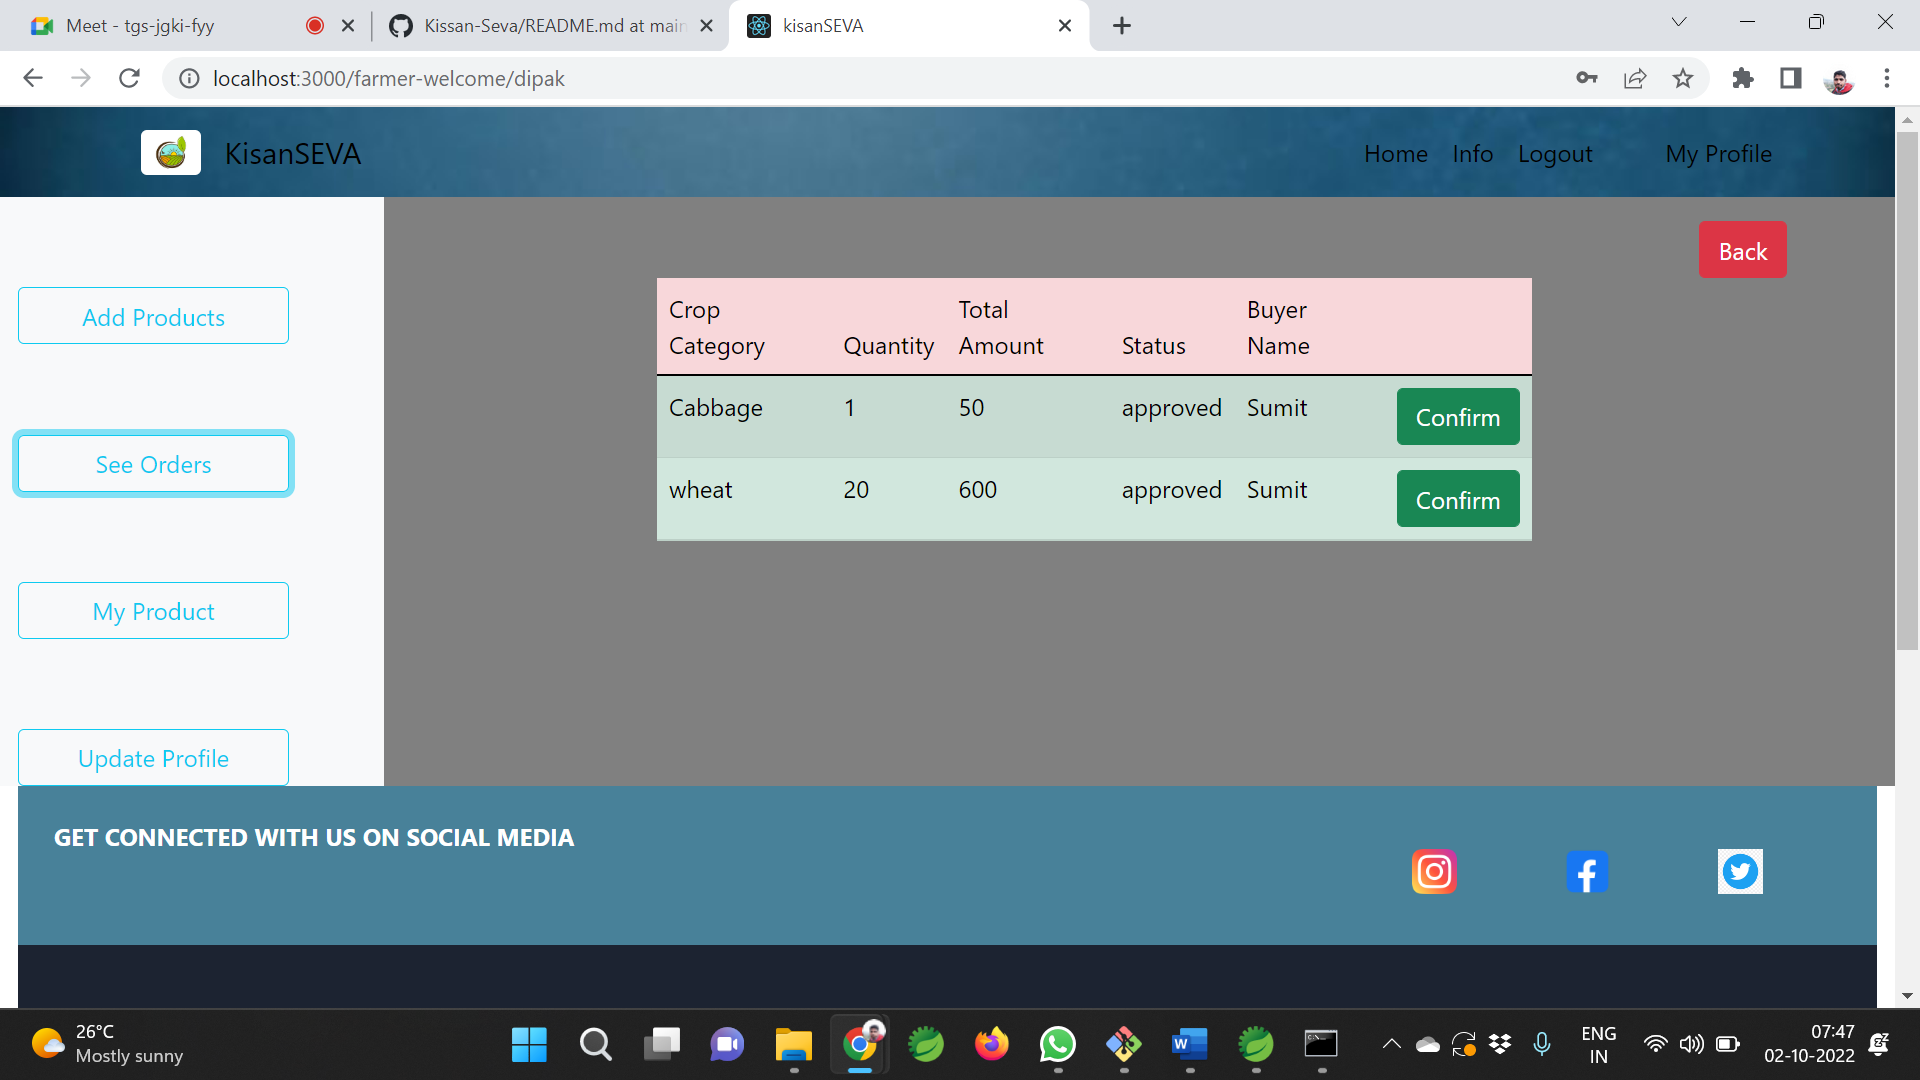 Meet - tgs-jgki-fyy
Kissan-Seva/README.md at main
kisanSEVA
localhost:3000/farmer-welcome/dipak
KisanSEVA
Home Info Logout My Profile
Back
Add Products
See Orders
My Product
Update Profile
Crop Category Quantity Total Amount Status Buyer Name
Cabbage 1 50 approved Sumit Confirm
wheat 20 600 approved Sumit Confirm
GET CONNECTED WITH US ON SOCIAL MEDIA
26°C
Mostly sunny
W
ENG
IN
07:47
02-10-2022